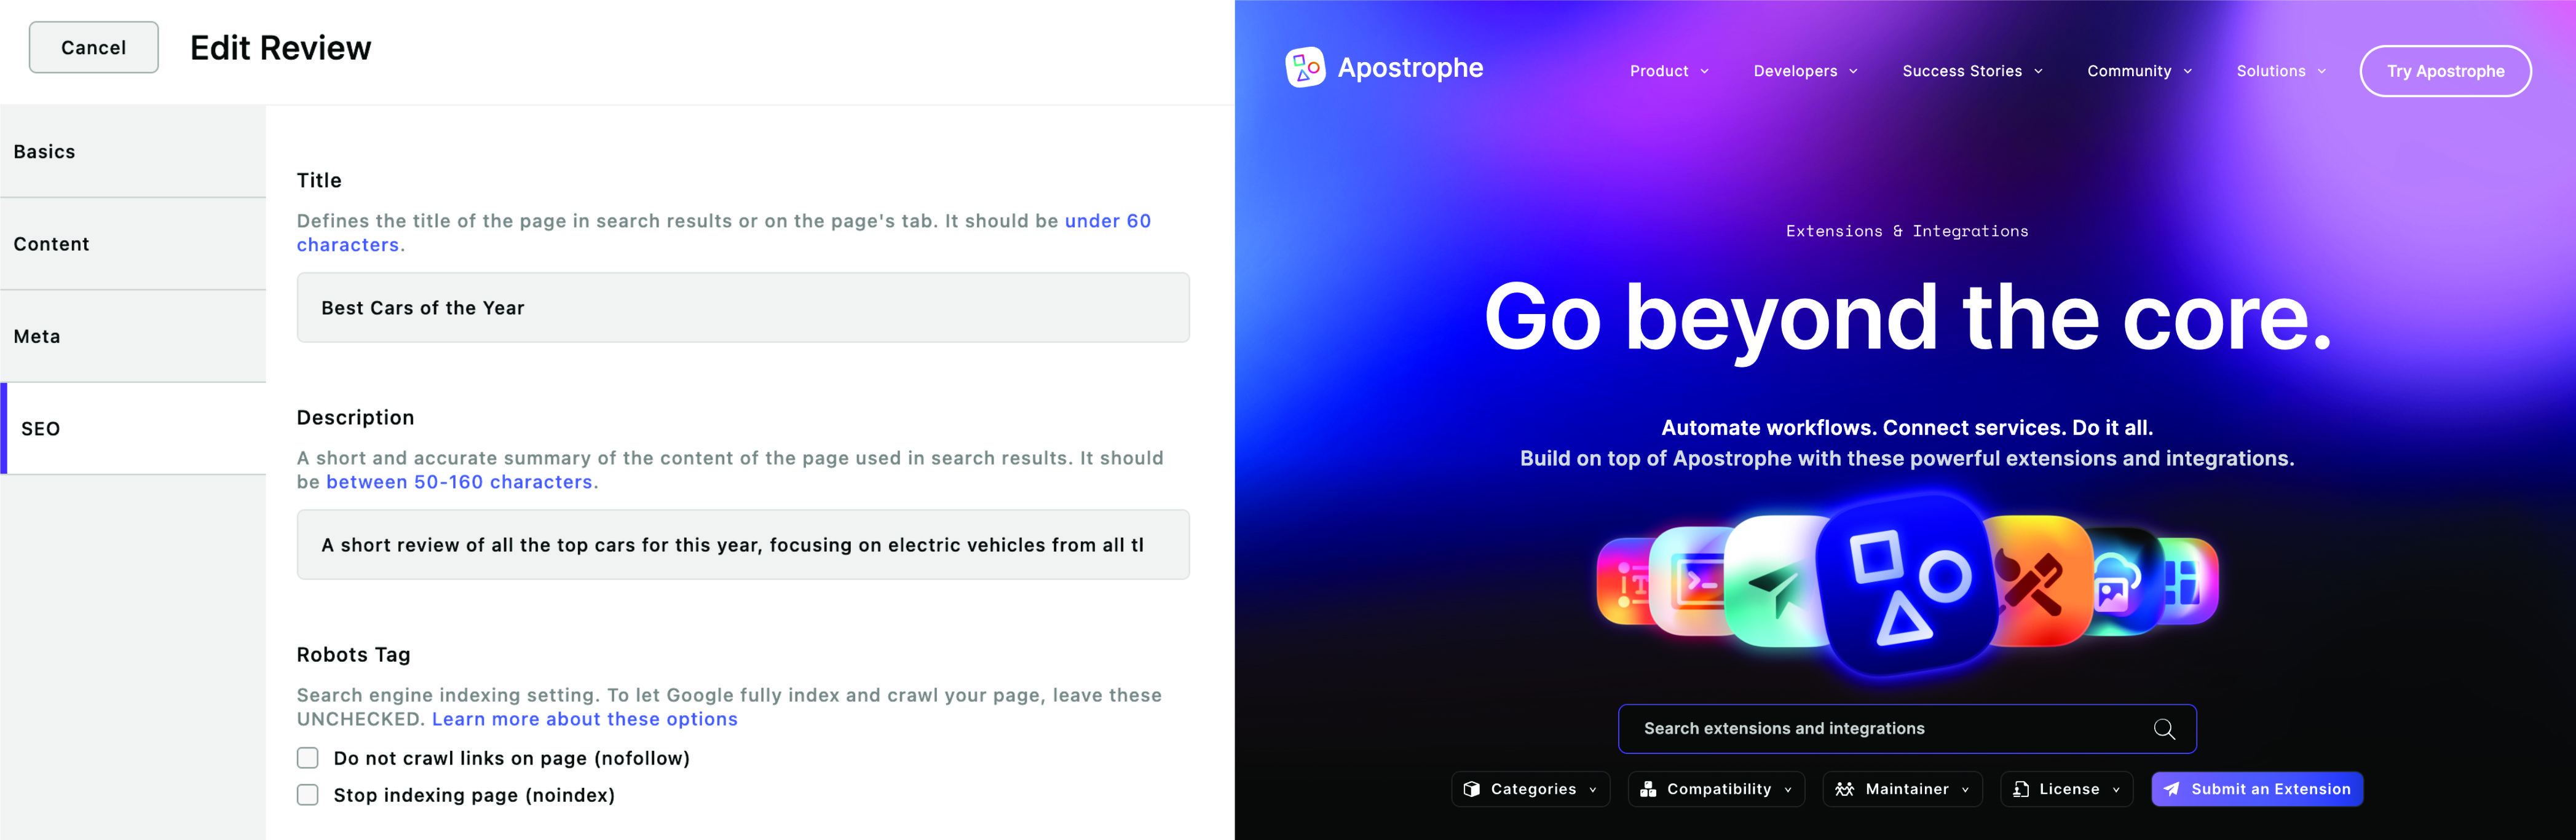 Cancel
Edit Review
Basics
Content
Meta
SEO
Title
Defines the title of the page in search results or on the page's tab. It should be under 60
characters.
Best Cars of the Year
Description
A short and accurate summary of the content of the page used in search results. It should
be between 50-160 characters.
A short review of all the top cars for this year, focusing on electric vehicles from all
Robots Tag
Search engine indexing setting. To let Google fully index and crawl your page, leave these
UNCHECKED. Learn more about these options
Do not crawl links on page (nofollow)
Stop indexing page (noindex)
Apostrophe
Product
Developers
Success Stories
Community
Solutions
Try Apostrophe
Extensions & Integrations
Go beyond the core.
Automate workflows. Connect services. Do it all.
Build on top of Apostrophe with these powerful extensions and integrations.
Search extensions and integrations
Categories
Compatibility
Maintainer
License
Submit an Extension